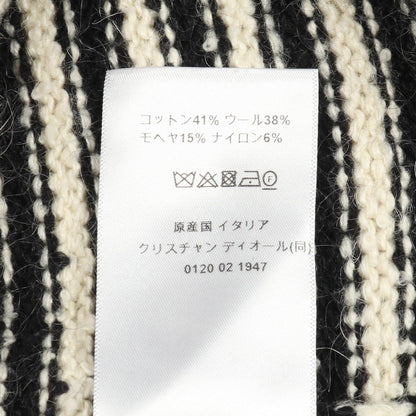 コットン41% ウール38%
モヘヤ15% ナイロン6%
原産国 イタリア
クリスチャン ディオール(同)
0120 02 1947